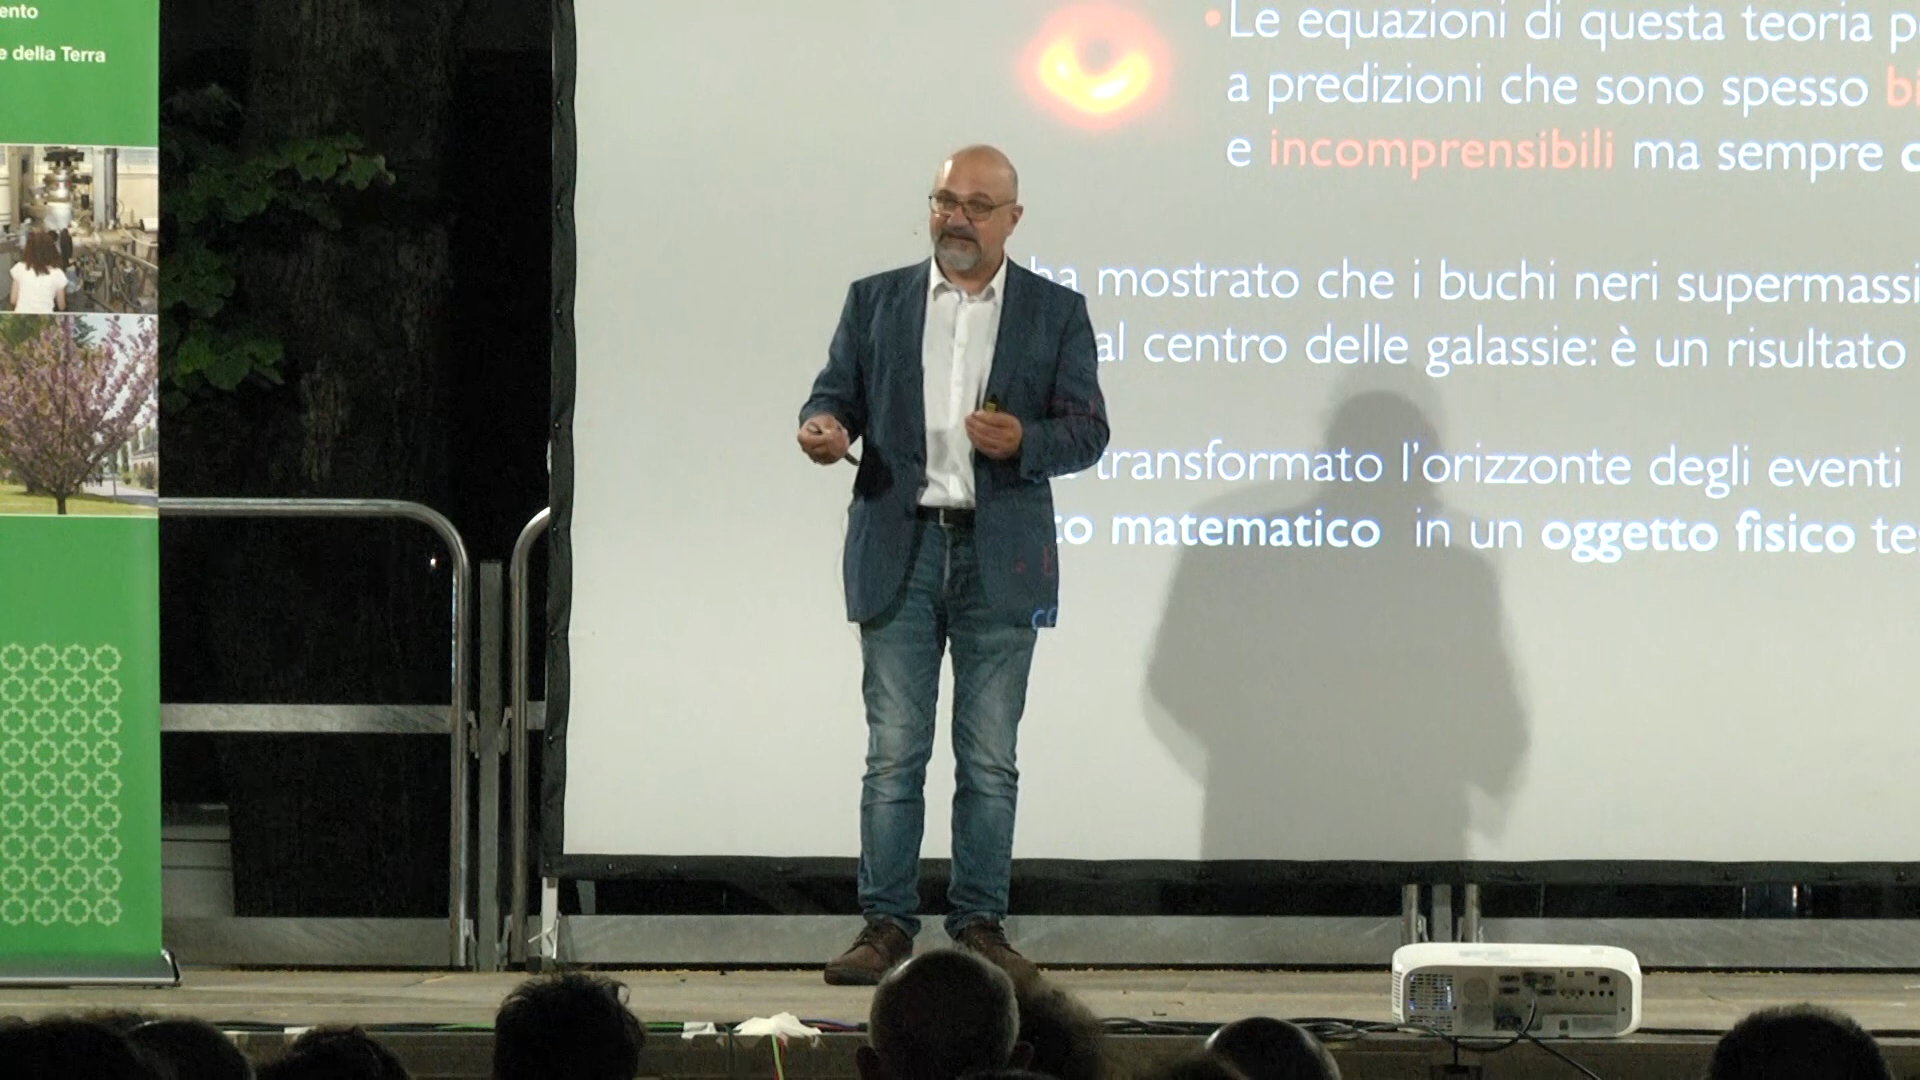 ento
e della Terra
•Le equazioni di questa teoria p
a predizioni che sono spesso bi
e incomprensibili ma sempre c
ha mostrato che i buchi neri supermassi
al centro delle galassie: è un risultato
transformato l'orizzonte degli eventi
to matematico in un oggetto fisico te